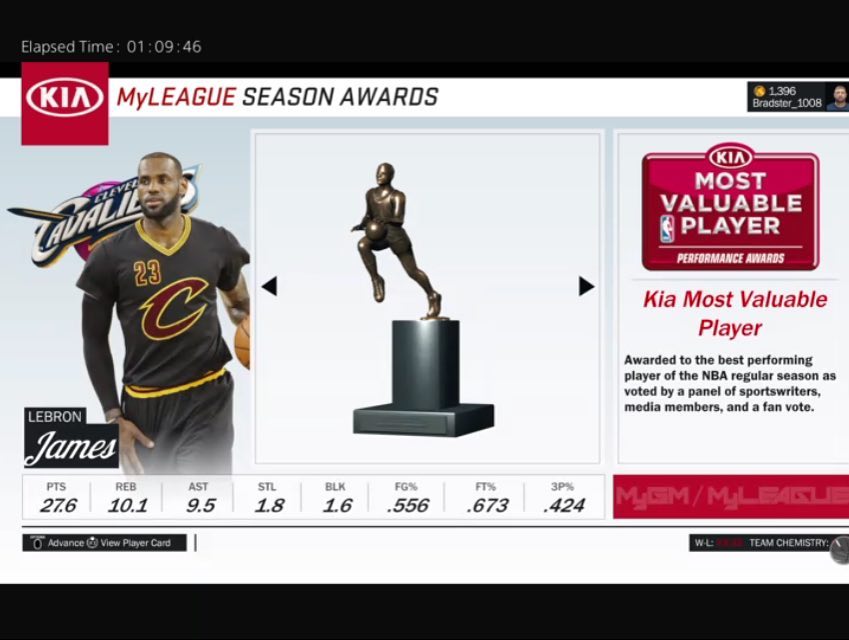 Elapsed Time: 01:09:46
KIA
MyLEAGUE SEASON AWARDS
1,396
Bradster_1008
CLEVELAND
CAVALIERS
23
C
KIA
MOST
VALUABLE
PLAYER
PERFORMANCE AWARDS
Kia Most Valuable
Player
Awarded to the best performing
player of the NBA regular season as
voted by a panel of sportswriters,
media members, and a fan vote.
LEBRON
James
PTS REB AST STL BLK FG% FT% 3P%
27.6 10.1 9.5 1.8 1.6 .556 .673 .424
MyGM / MyLEAGUE
Advance View Player Card
W-L: TEAM CHEMISTRY: